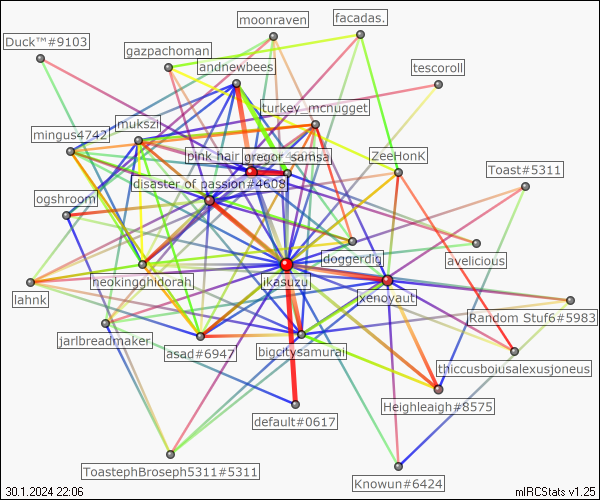 moonraven
facadas.
Duck™#9103
gazpachoman
andnewbees
tescoroll
turkey_mcnugget
mukszi
mingus4742
pink hair
gregor_samsa
ZeeHonK
Toast#5311
disaster of passion#4608
ogshroom
doggerdig
avelicious
neokingghidorah
ikasuzu
lahnk
xenoyaut
Random Stuf6#5983
jarlbreadmaker
asad#6947
bigcitysamurai
thiccusboiusalexusjoneus
Heighleigh#8575
default#0617
ToastephBroseph5311#5311
Knowun#6424
30.1.2024 22:06
mIRCStats v1.25